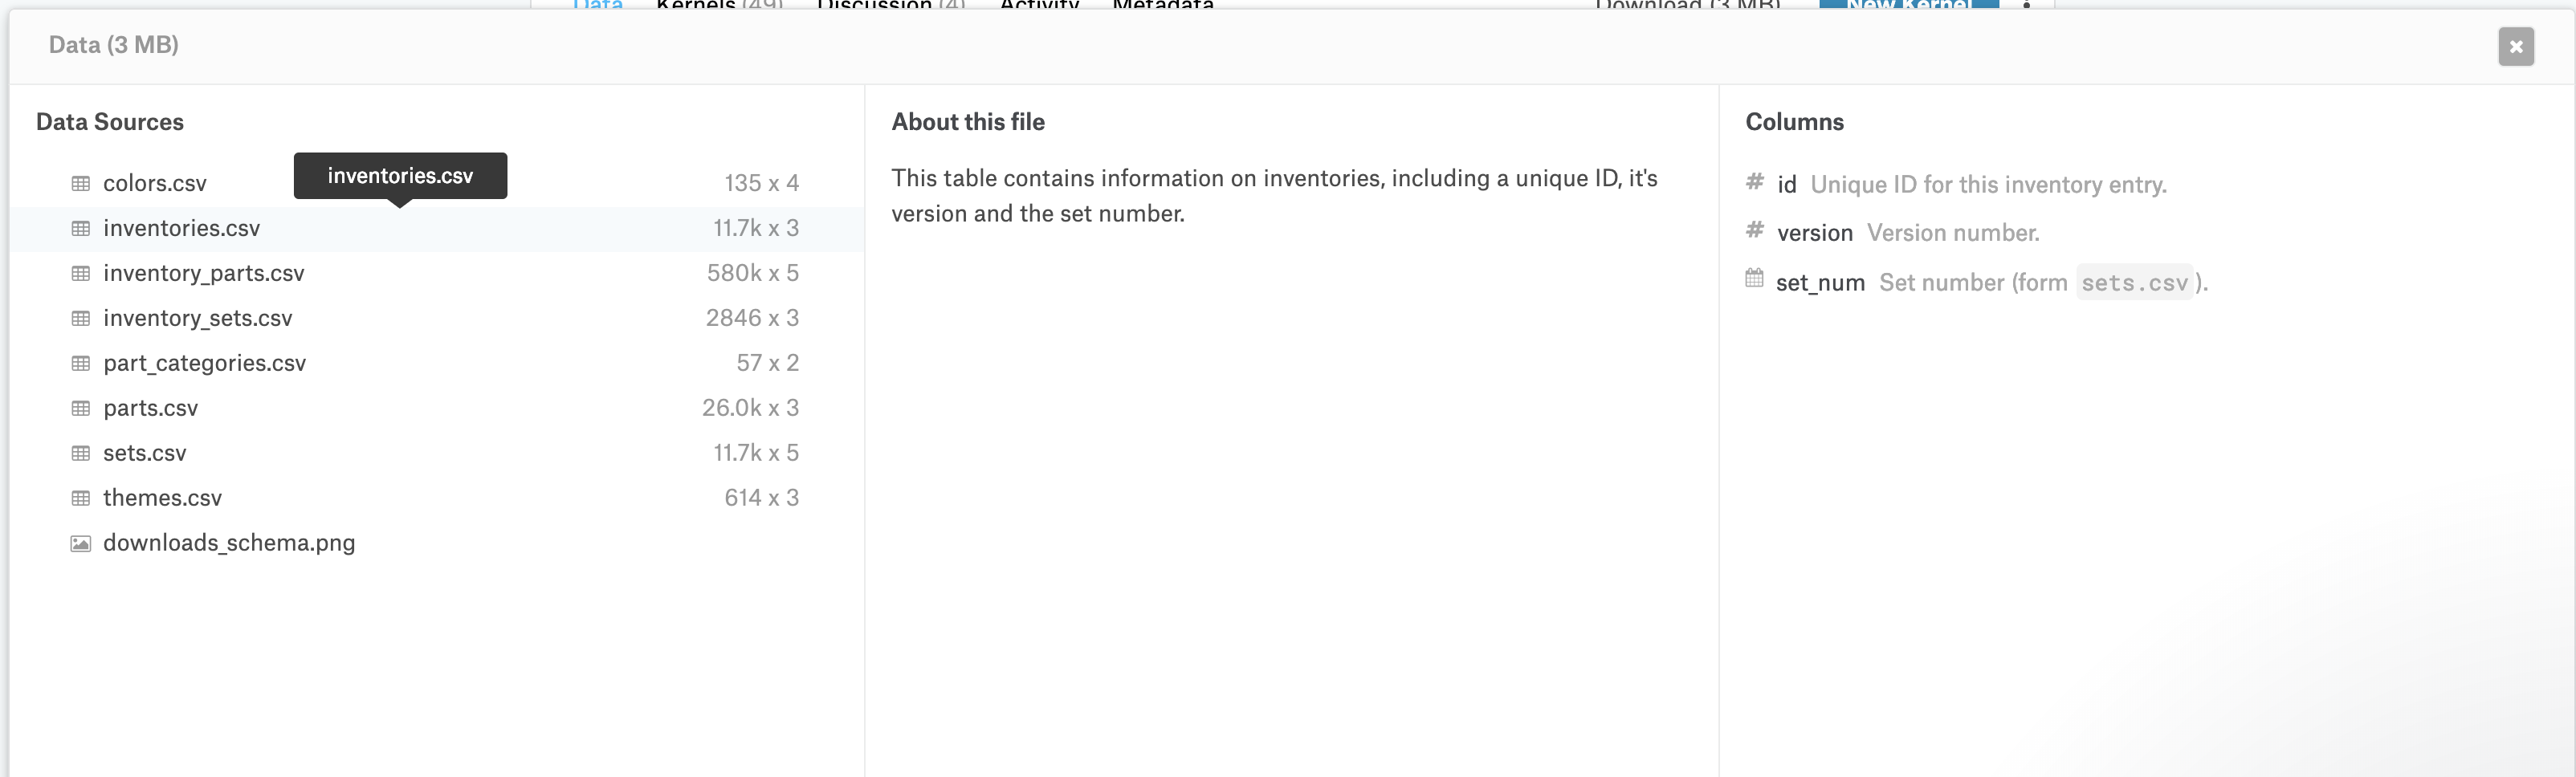 Data Kernels (49) Discussion (4) Activity Metadata Download (3 MB) New Kernel
Data (3 MB)
Data Sources
colors.csv 135 x 4
inventories.csv
inventories.csv 11.7k x 3
inventory_parts.csv 580k x 5
inventory_sets.csv 2846 x 3
part_categories.csv 57 x 2
parts.csv 26.0k x 3
sets.csv 11.7k x 5
themes.csv 614 x 3
downloads_schema.png
About this file
This table contains information on inventories, including a unique ID, it's
version and the set number.
Columns
# id Unique ID for this inventory entry.
# version Version number.
set_num Set number (form sets.csv).